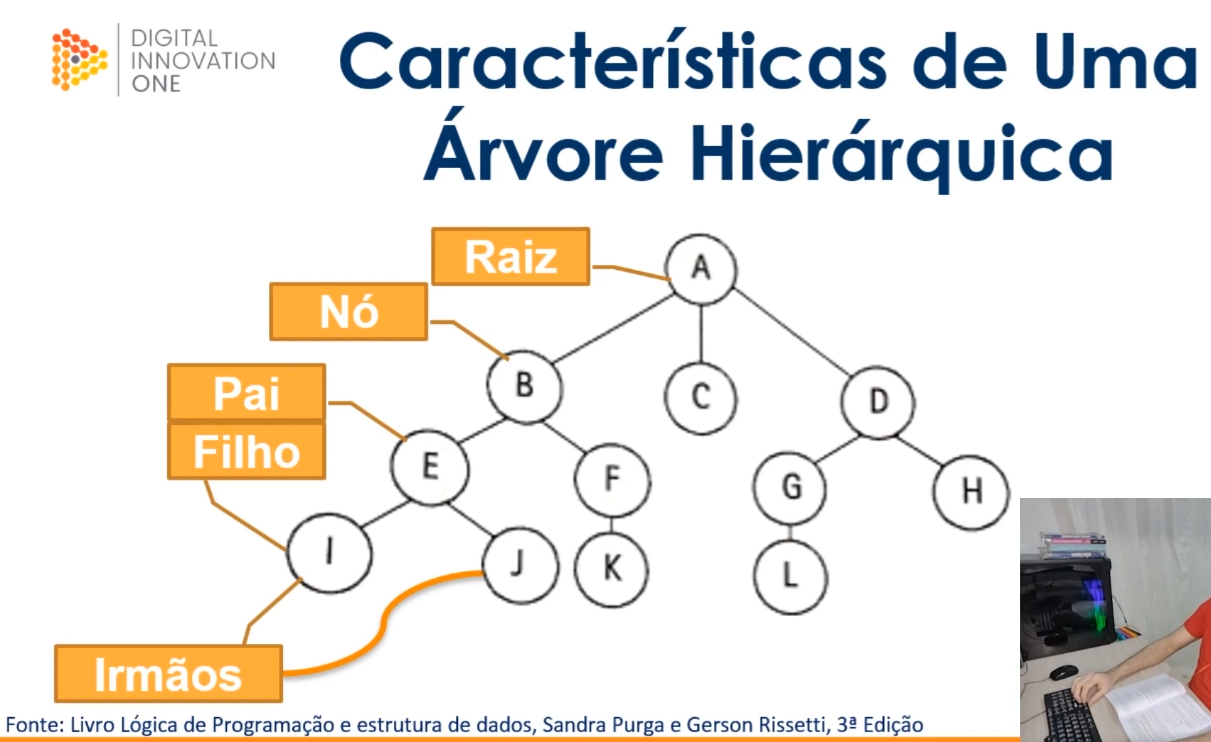 DIGITAL
INNOVATION
ONE
Características de Uma
Árvore Hierárquica
Raiz
A
Nó
B
C
D
Pai
Filho
E
F
G
H
I
J
K
L
Irmãos
Fonte: Livro Lógica de Programação e estrutura de dados, Sandra Purga e Gerson Rissetti, 3ª Edição